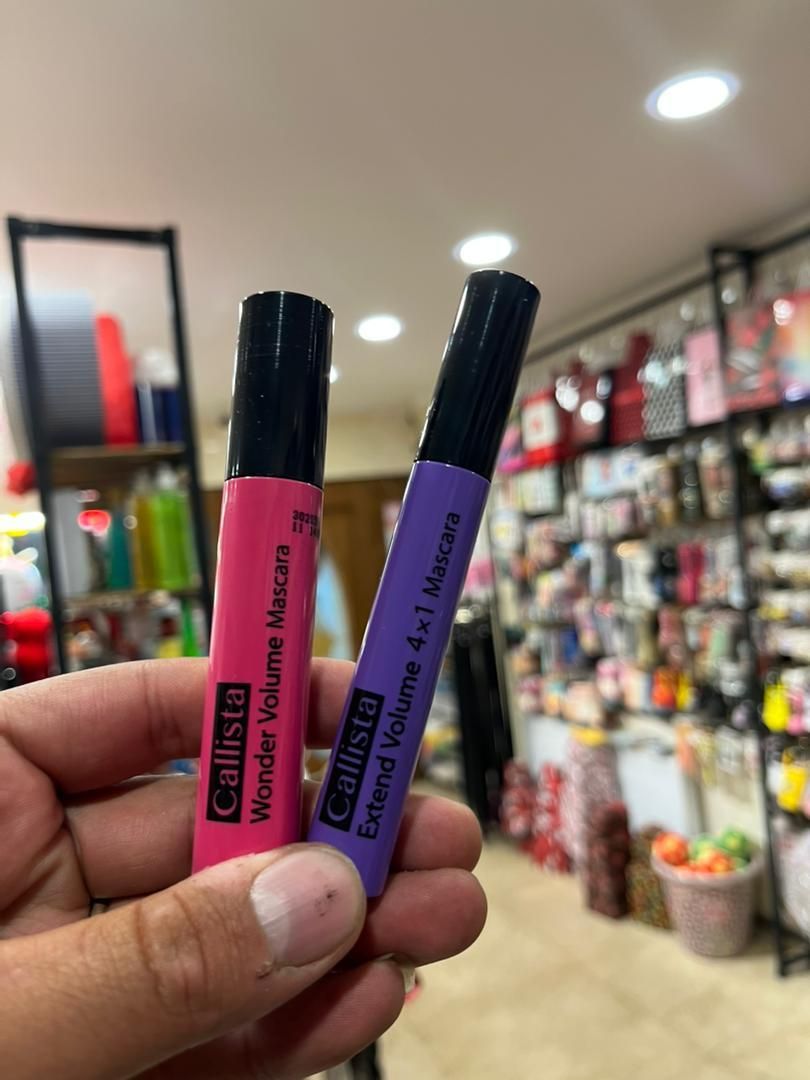 Callista
Wonder Volume Mascara
Callista
Extend Volume 4×1 Mascara